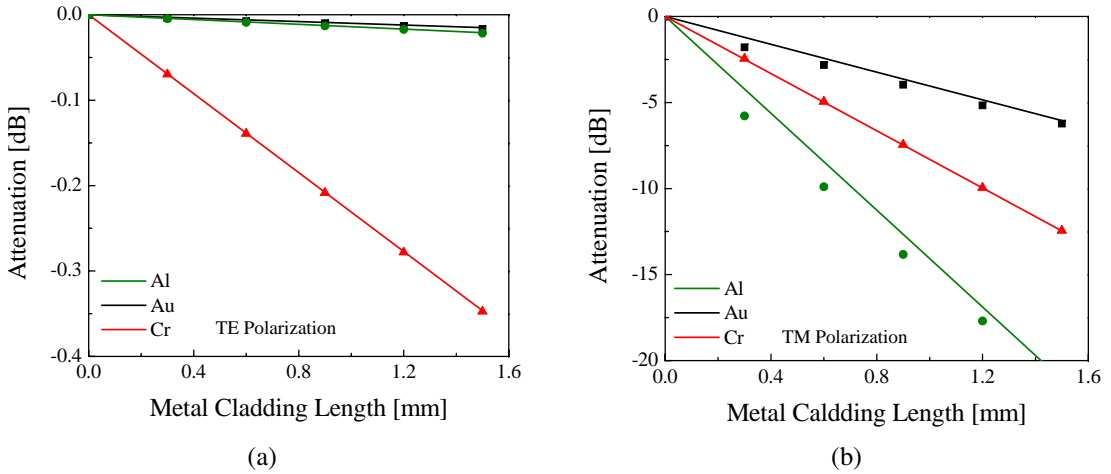 0.0
-0.1
-0.2
-0.3
-0.4
Attenuation [dB]
Al
Au
Cr
TE Polarization
0.0 0.4 0.8 1.2 1.6
Metal Cladding Length [mm]
(a)
0
-5
-10
-15
-20
Attenuation [dB]
Al
Au
Cr
TM Polarization
0.0 0.4 0.8 1.2 1.6
Metal Caldding Length [mm]
(b)